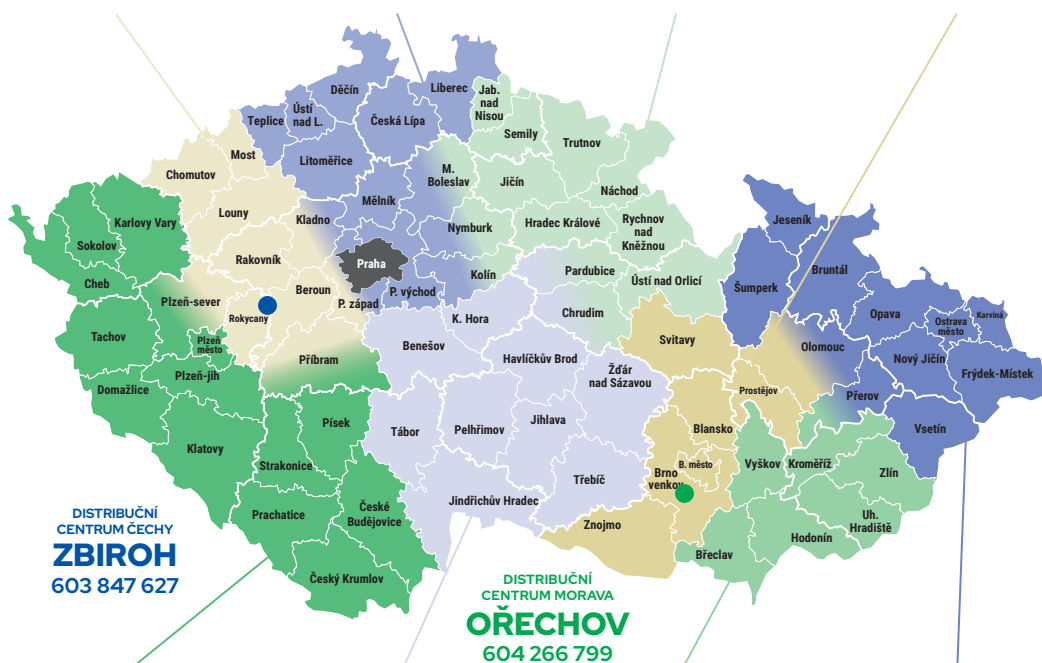 Děčín
Liberec
Jab.
nad
Nisou
Ústí
nad L.
Teplice
Česká Lípa
Semily
Trutnov
Most
Litoměřice
Chomutov
M.
Boleslav
Jičín
Náchod
Mělník
Louny
Kladno
Karlovy Vary
Nymburk
Hradec Králové
Rychnov
nad
Kněžnou
Jeseník
Sokolov
Rakovník
Praha
Kolín
Pardubice
Bruntál
Cheb
Ústí nad Orlicí
Šumperk
Beroun
P. východ
Plzeň-sever
P. západ
Rokycany
K. Hora
Chrudim
Opava
Karviná
Ostrava
město
Tachov
Plzeň
město
Benešov
Svitavy
Olomouc
Příbram
Havlíčkův Brod
Nový Jičín
Žďár
nad Sázavou
Frýdek-Místek
Plzeň-jih
Domažlice
Prostějov
Přerov
Písek
Jihlava
Vsetín
Tábor
Pelhřimov
Blansko
Klatovy
Strakonice
B. město
Vyškov
Kroměříž
Zlín
Brno
venkov
Třebíč
Jindřichův Hradec
Prachatice
České
Budějovice
Znojmo
Uh.
Hradiště
Hodonín
Břeclav
Český Krumlov
DISTRIBUČNÍ
CENTRUM ČECHY
ZBIROH
603 847 627
DISTRIBUČNÍ
CENTRUM MORAVA
OŘECHOV
604 266 799